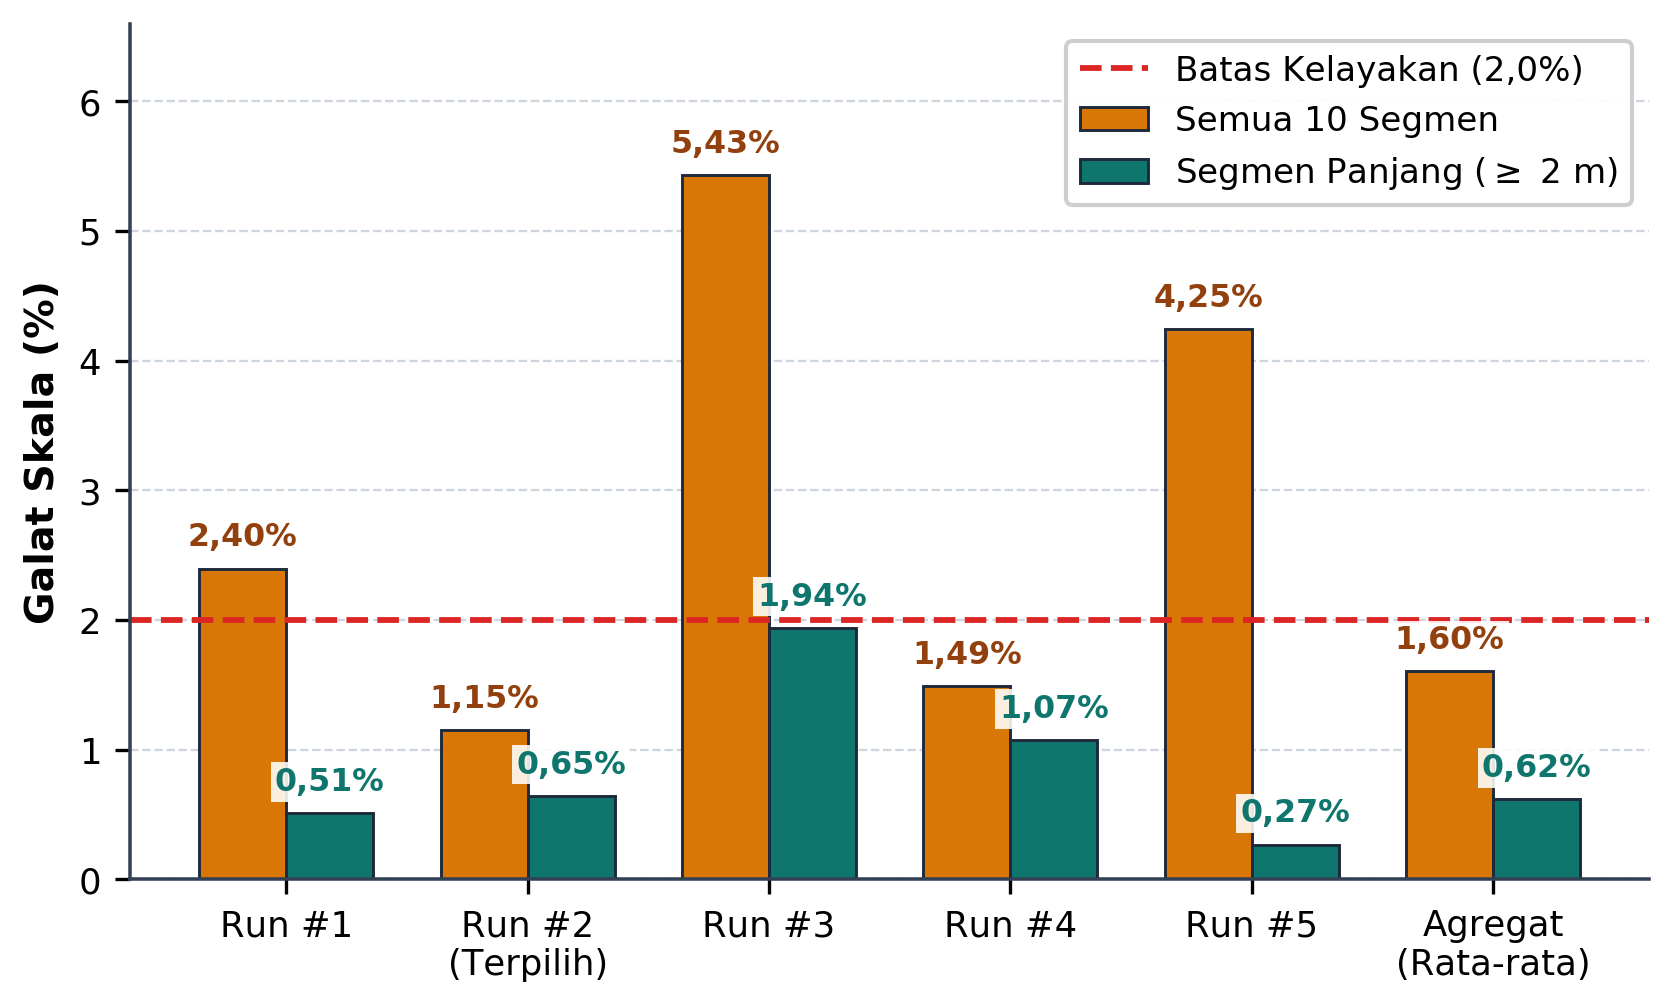 Batas Kelayakan (2,0%)
Semua 10 Segmen
Segmen Panjang ( ≥ 2 m)
Galat Skala (%)
6
5
4
3
2
1
0
2,40%
0,51%
1,15%
0,65%
5,43%
1,94%
1,49%
1,07%
4,25%
0,27%
1,60%
0,62%
Run #1
Run #2
(Terpilih)
Run #3
Run #4
Run #5
Agregat
(Rata-rata)